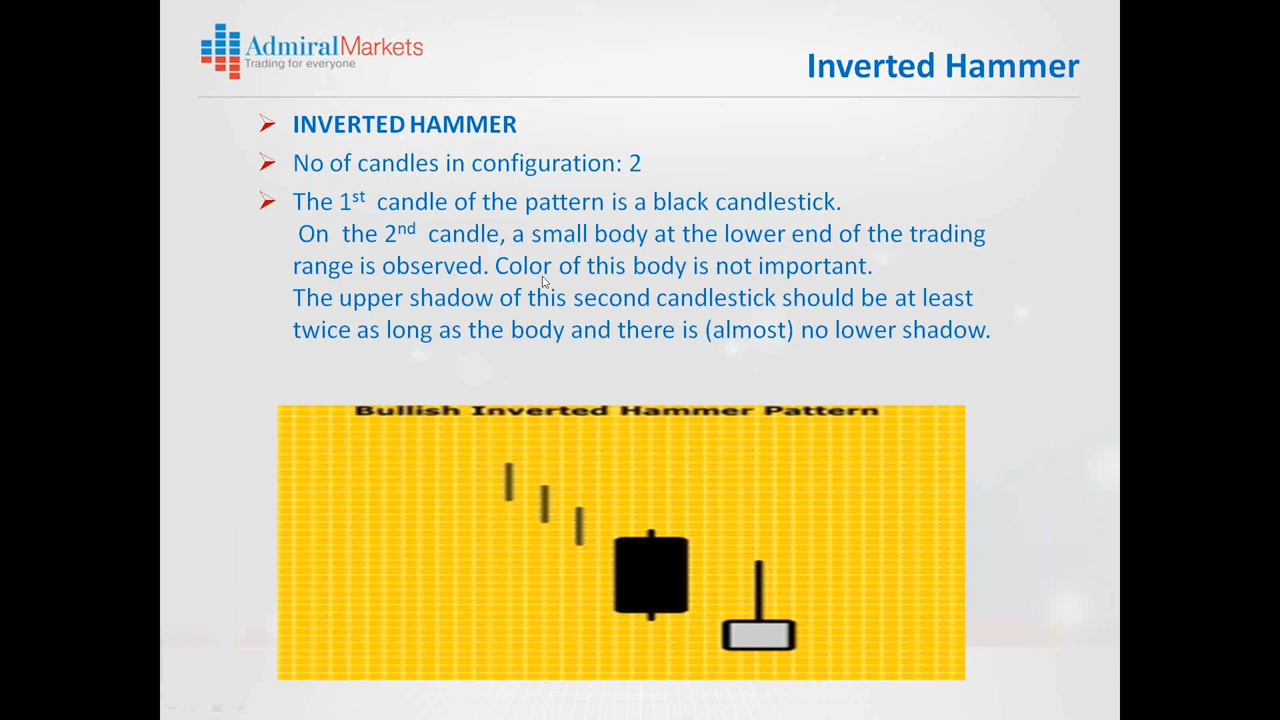 AdmiralMarkets
Trading for everyone
Inverted Hammer
INVERTED HAMMER
No of candles in configuration: 2
The 1st candle of the pattern is a black candlestick.
On the 2nd candle, a small body at the lower end of the trading
range is observed. Color of this body is not important.
The upper shadow of this second candlestick should be at least
twice as long as the body and there is (almost) no lower shadow.
Bullish Inverted Hammer Pattern